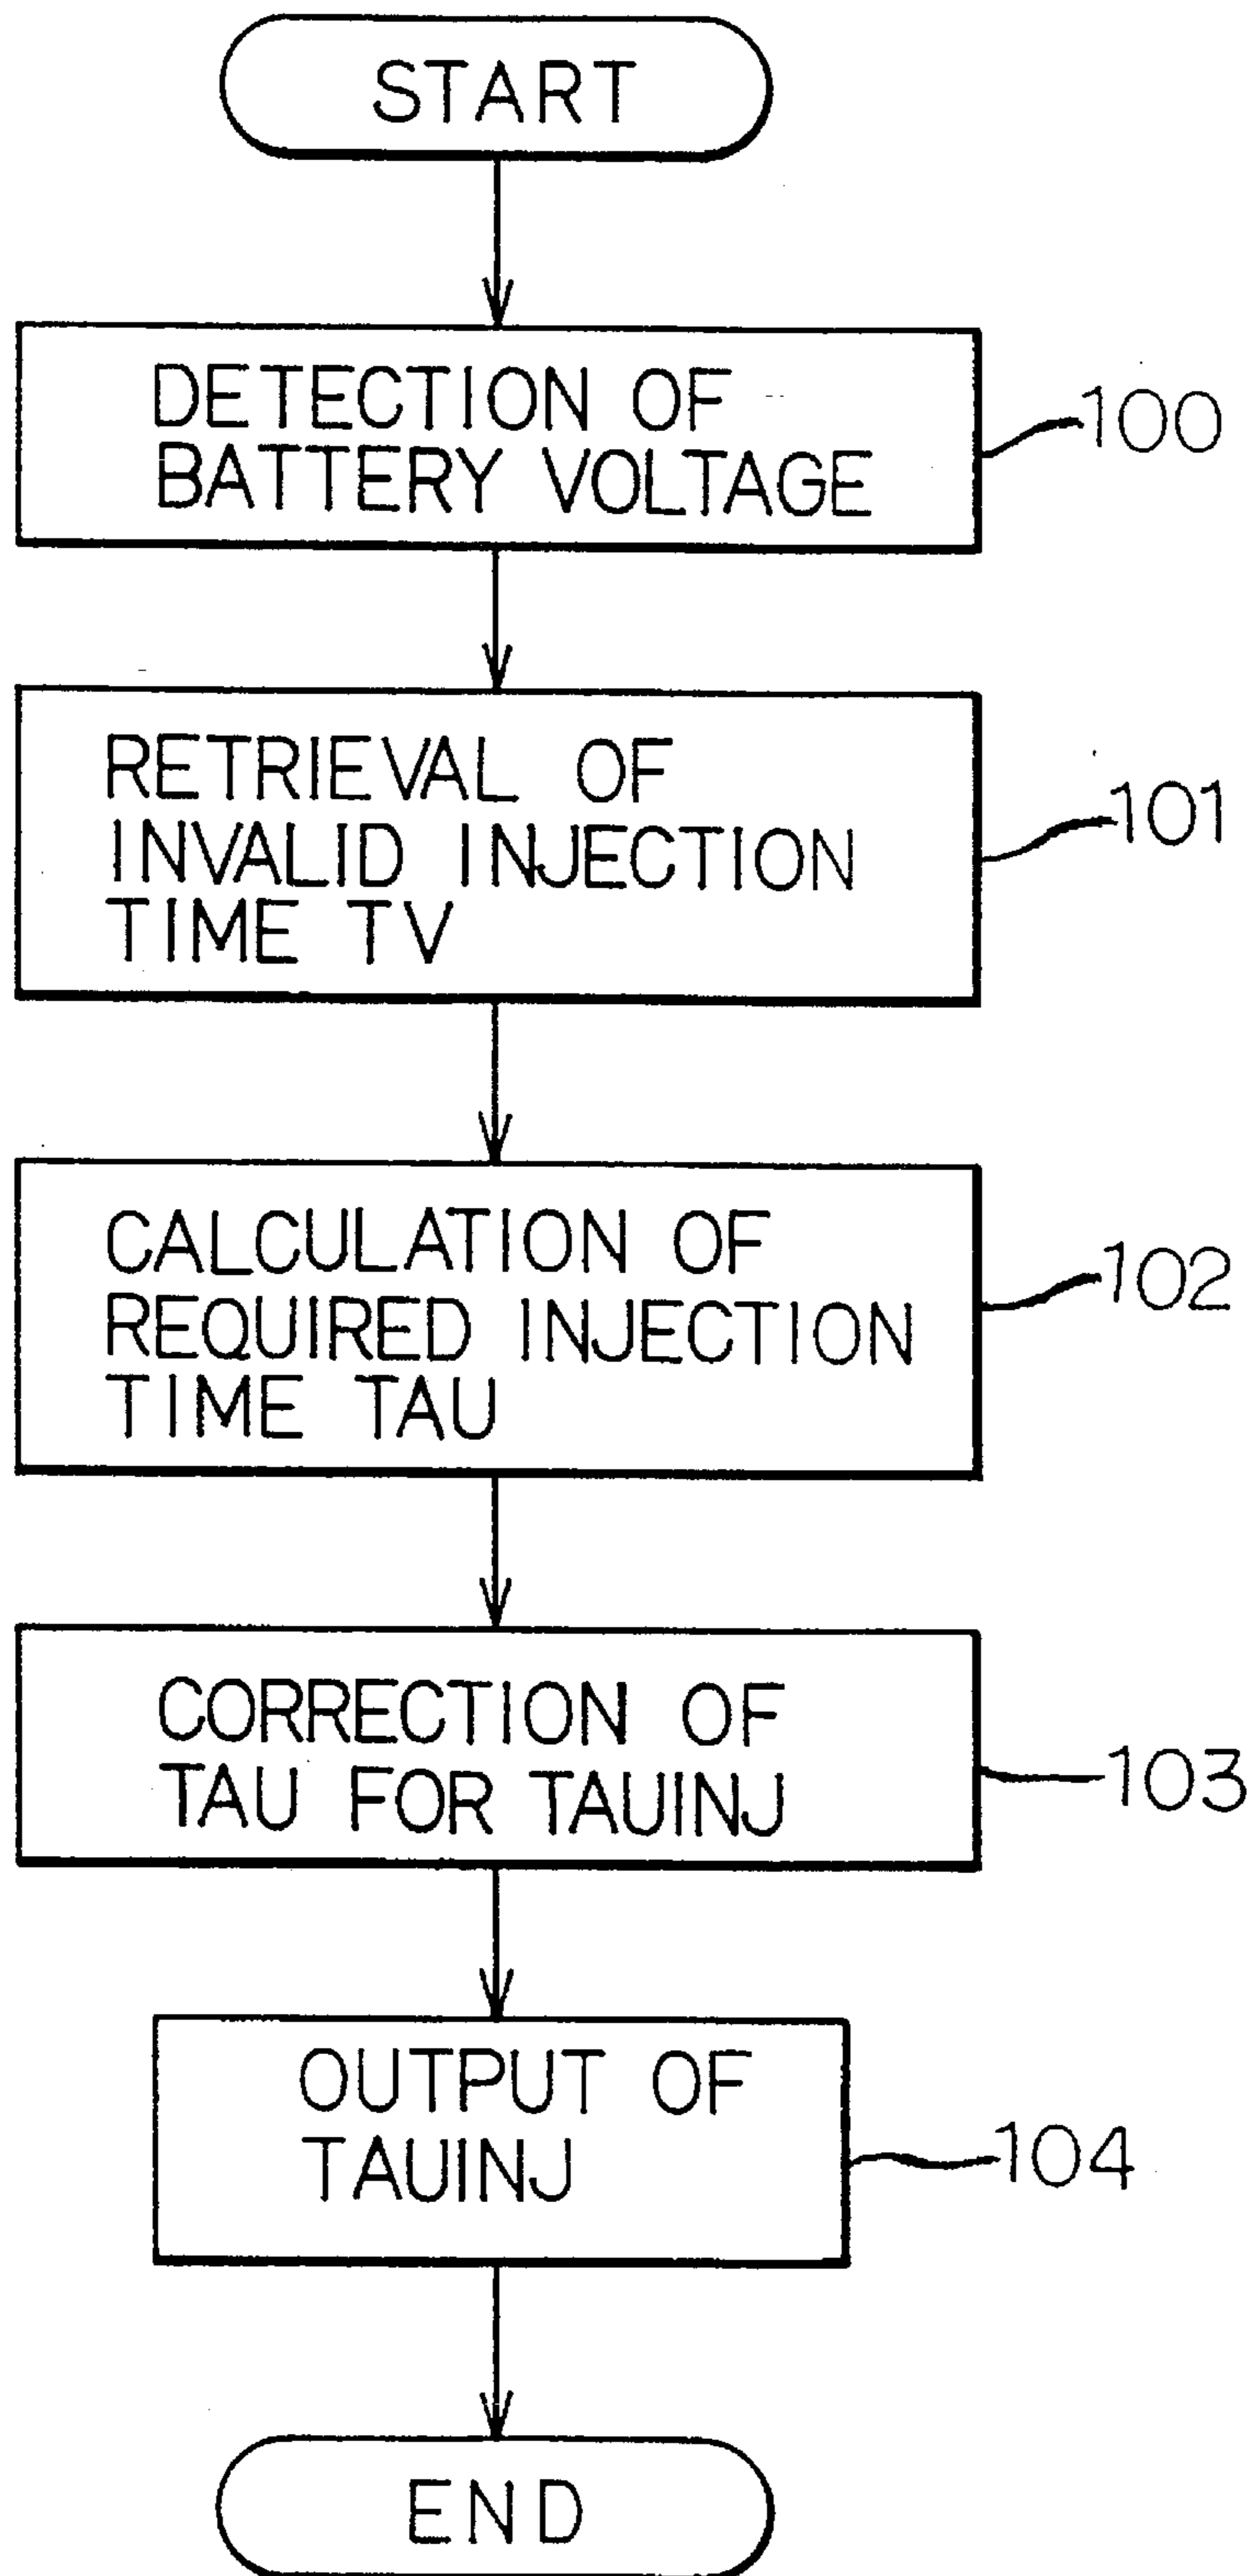 START
DETECTION OF
BATTERY VOLTAGE
100
RETRIEVAL OF
INVALID INJECTION
TIME TV
101
CALCULATION OF
REQUIRED INJECTION
TIME TAU
102
CORRECTION OF
TAU FOR TAUINJ
103
OUTPUT OF
TAUINJ
104
END